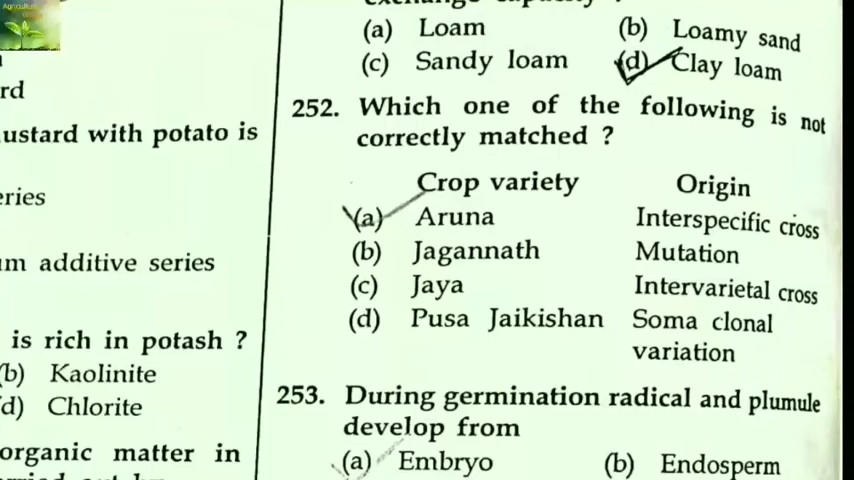 Agricultur
rd
ustard with potato is
eries
m additive series
is rich in potash ?
(b) Kaolinite
(d) Chlorite
organic matter in
(a) Loam (b) Loamy sand
(c) Sandy loam (d) Clay loam
252. Which one of the following is not
correctly matched ?
Crop variety Origin
(a) Aruna Interspecific cross
(b) Jagannath Mutation
(c) Jaya Intervarietal cross
(d) Pusa Jaikishan Soma clonal
variation
253. During germination radical and plumule
develop from
(a) Embryo (b) Endosperm